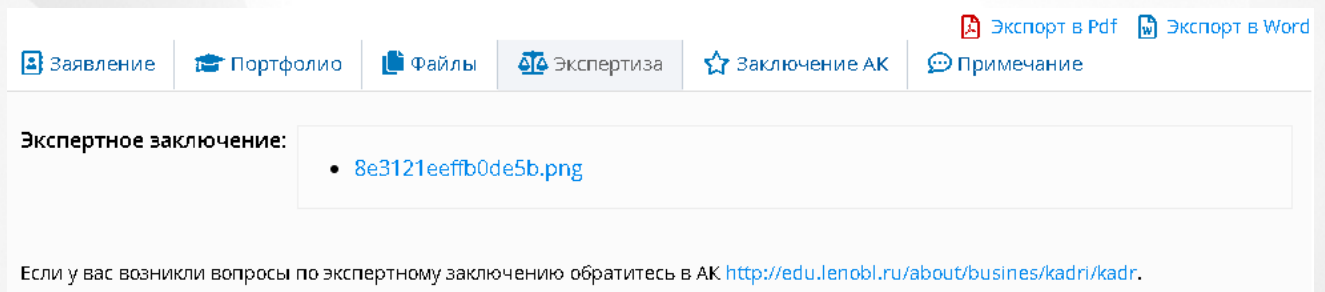 Экспорт в Pdf Экспорт в Word
Заявление Портфолио Файлы Экспертиза Заключение АК Примечание
Экспертное заключение:
• 8e3121eeffb0de5b.png
Если у вас возникли вопросы по экспертному заключению обратитесь в АК http://edu.lenobl.ru/about/busines/kadri/kadr.